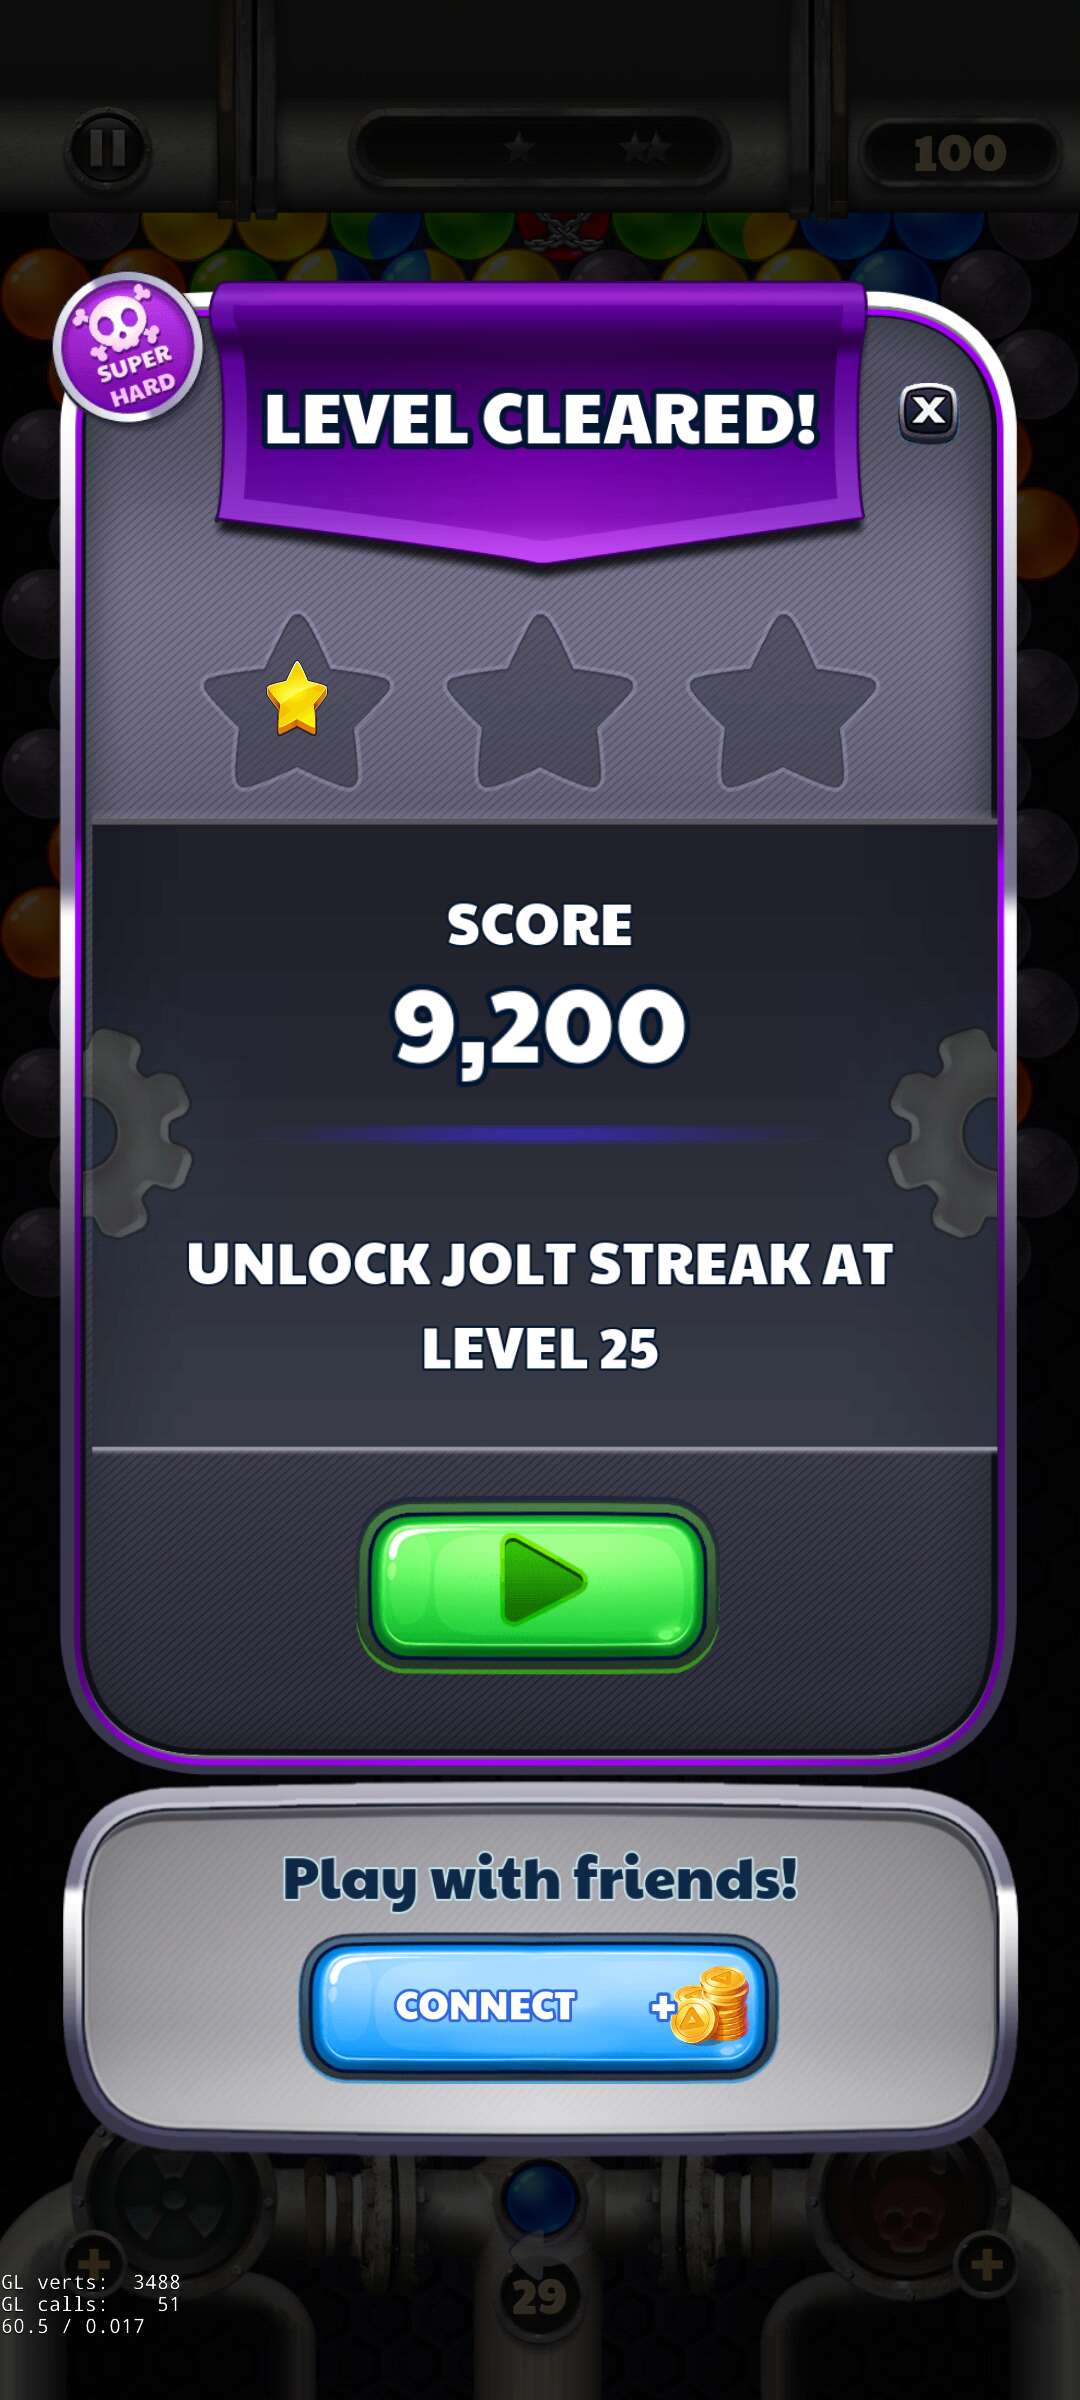 100
SUPER
HARD
LEVEL CLEARED!
SCORE
9,200
UNLOCK JOLT STREAK AT
LEVEL 25
Play with friends!
CONNECT +
29
GL verts: 3488
GL calls: 51
60.5 / 0.017